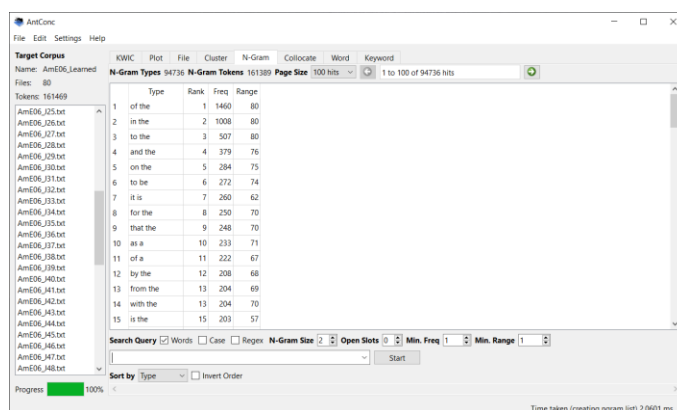 AntConc
File Edit Settings Help
Target Corpus
Name: AmE06_Learned
Files: 80
Tokens: 161469
AmE06_J25.txt
AmE06_J26.txt
AmE06_J27.txt
AmE06_J28.txt
AmE06_J29.txt
AmE06_J30.txt
AmE06_J31.txt
AmE06_J32.txt
AmE06_J33.txt
AmE06_J34.txt
AmE06_J35.txt
AmE06_J36.txt
AmE06_J37.txt
AmE06_J38.txt
AmE06_J39.txt
AmE06_J40.txt
AmE06_J41.txt
AmE06_J42.txt
AmE06_J43.txt
AmE06_J44.txt
AmE06_J45.txt
AmE06_J46.txt
AmE06_J47.txt
AmE06_J48.txt
Progress 100%
KWIC Plot File Cluster N-Gram Collocate Word Keyword
N-Gram Types 94736 N-Gram Tokens 161389 Page Size 100 hits 1 to 100 of 94736 hits
Type Rank Freq Range
1 of the 1 1460 80
2 in the 2 1008 80
3 to the 3 507 80
4 and the 4 379 76
5 on the 5 284 75
6 to be 6 272 74
7 it is 7 260 62
8 for the 8 250 70
9 that the 9 248 70
10 as a 10 233 71
11 of a 11 222 67
12 by the 12 208 68
13 from the 13 204 69
14 with the 13 204 70
15 is the 15 203 57
Search Query Words Case Regex N-Gram Size 2 Open Slots 0 Min. Freq 1 Min. Range 1
Start
Sort by Type Invert Order
Time taken (creating ngram list) 2.0601 ms